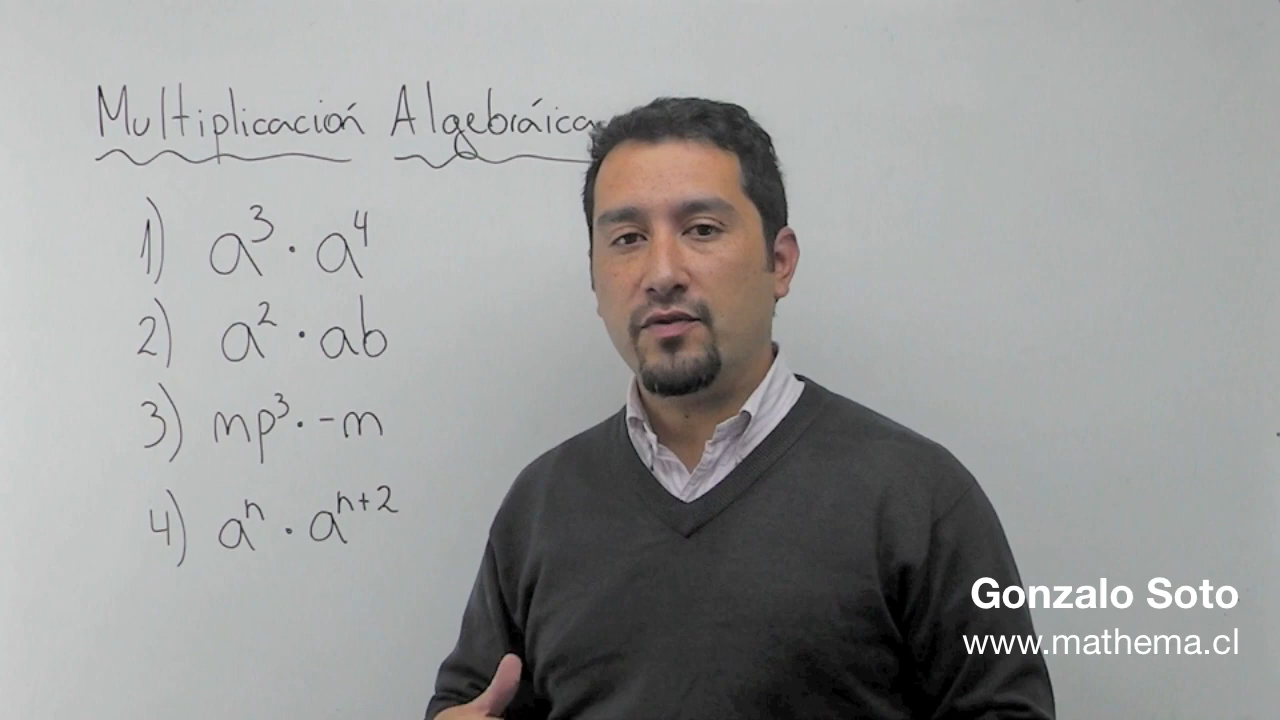 Multiplicación Algebráica
1) a³ · a⁴
2) a² · ab
3) mp³ · -m
4) aⁿ · aⁿ⁺²
Gonzalo Soto
www.mathema.cl